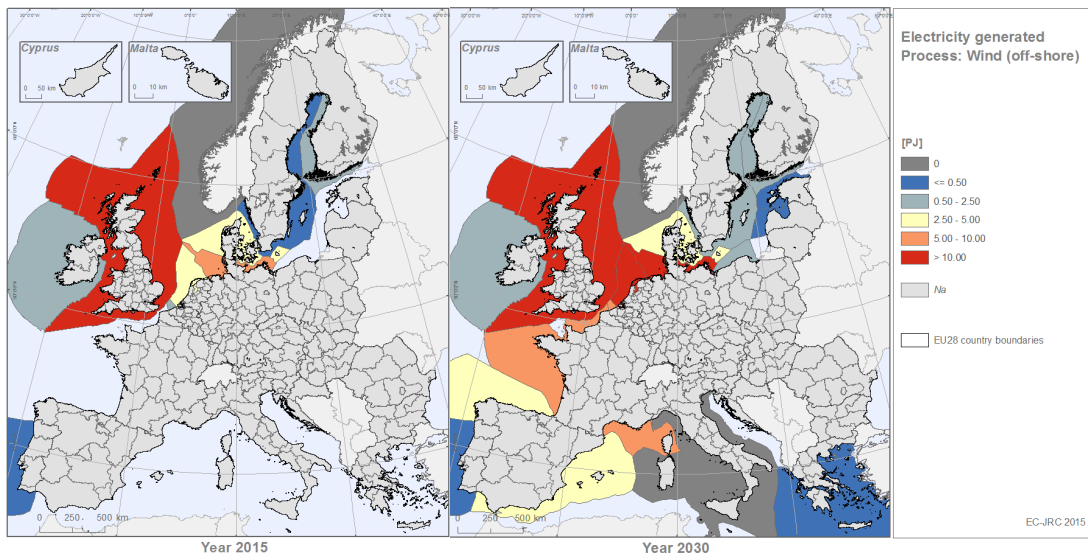 Cyprus
0 50 km
Malta
0 10 km
0 250 500 km
Year 2015
Cyprus
0 50 km
Malta
0 10 km
0 250 500 km
Year 2030
Electricity generated
Process: Wind (off-shore)
[PJ]
0
<= 0.50
0.50 - 2.50
2.50 - 5.00
5.00 - 10.00
> 10.00
Na
EU28 country boundaries
EC-JRC 2015